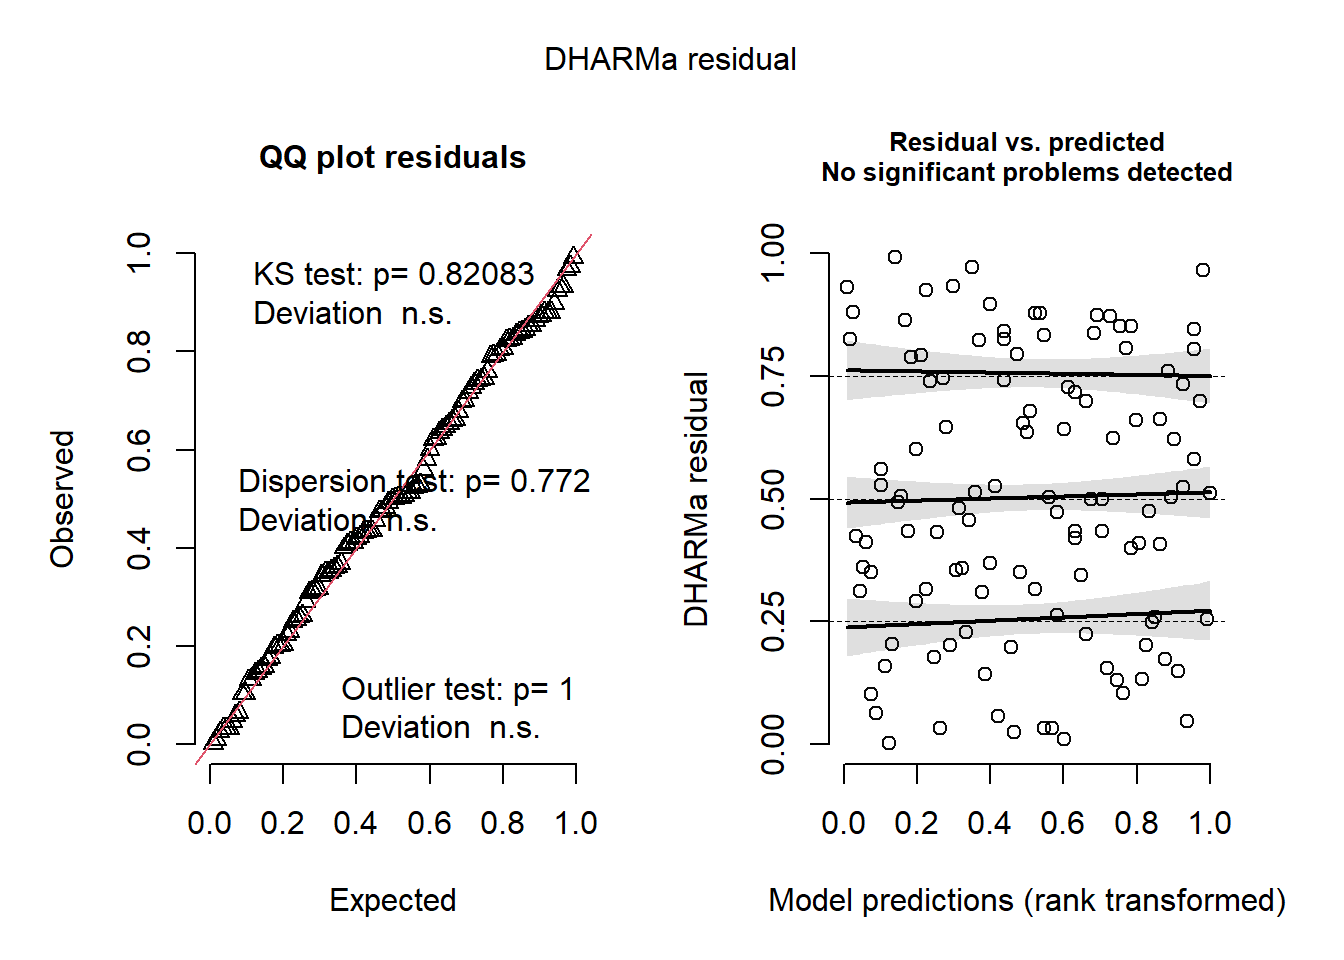 DHARMa residual
QQ plot residuals
KS test: p= 0.82083
Deviation  n.s.
Dispersion test: p= 0.772
Deviation  n.s.
Outlier test: p= 1
Deviation  n.s.
Observed
0.0 0.2 0.4 0.6 0.8 1.0
0.0 0.2 0.4 0.6 0.8 1.0
Expected
Residual vs. predicted
No significant problems detected
DHARMa residual
0.00 0.25 0.50 0.75 1.00
0.0 0.2 0.4 0.6 0.8 1.0
Model predictions (rank transformed)